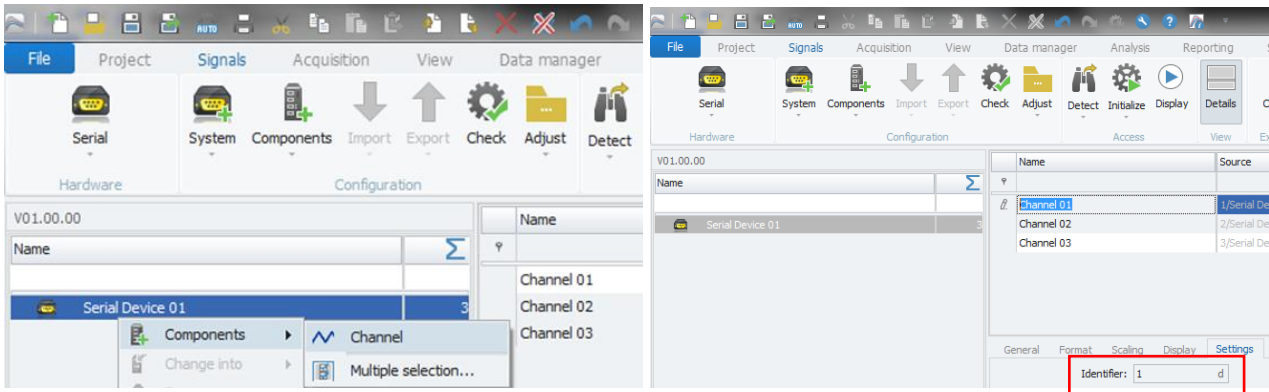 AUTO
File Project Signals Acquisition View Data manager
Serial System Components Import Export Check Adjust Detect
Hardware Configuration
V01.00.00
Name Name
Channel 01
Serial Device 01 3 Channel 02
Components Channel Channel 03
Change into Multiple selection...
AUTO
File Project Signals Acquisition View Data manager Analysis Reporting
Serial System Components Import Export Check Adjust Detect Initialize Display Details
Hardware Configuration Access View
V01.00.00 Name Source
Name Σ
Channel 01 1/Serial De
Serial Device 01 3 Channel 02 2/Serial De
Channel 03 3/Serial De
General Format Scaling Display Settings
Identifier: 1 d